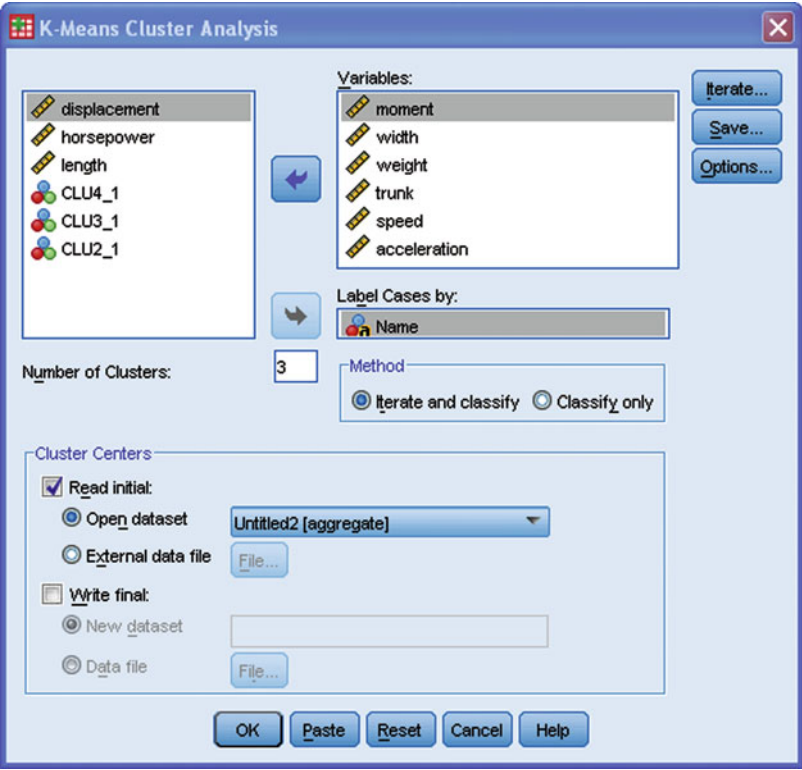 K-Means Cluster Analysis
displacement
horsepower
length
CLU4_1
CLU3_1
CLU2_1
Variables:
moment
width
weight
trunk
speed
acceleration
Iterate...
Save...
Options...
Label Cases by:
a Name
Number of Clusters: 3
Method
Iterate and classify Classify only
Cluster Centers
Read initial:
Open dataset Untitled2 [aggregate]
External data file File...
Write final:
New dataset
Data file File...
OK Paste Reset Cancel Help